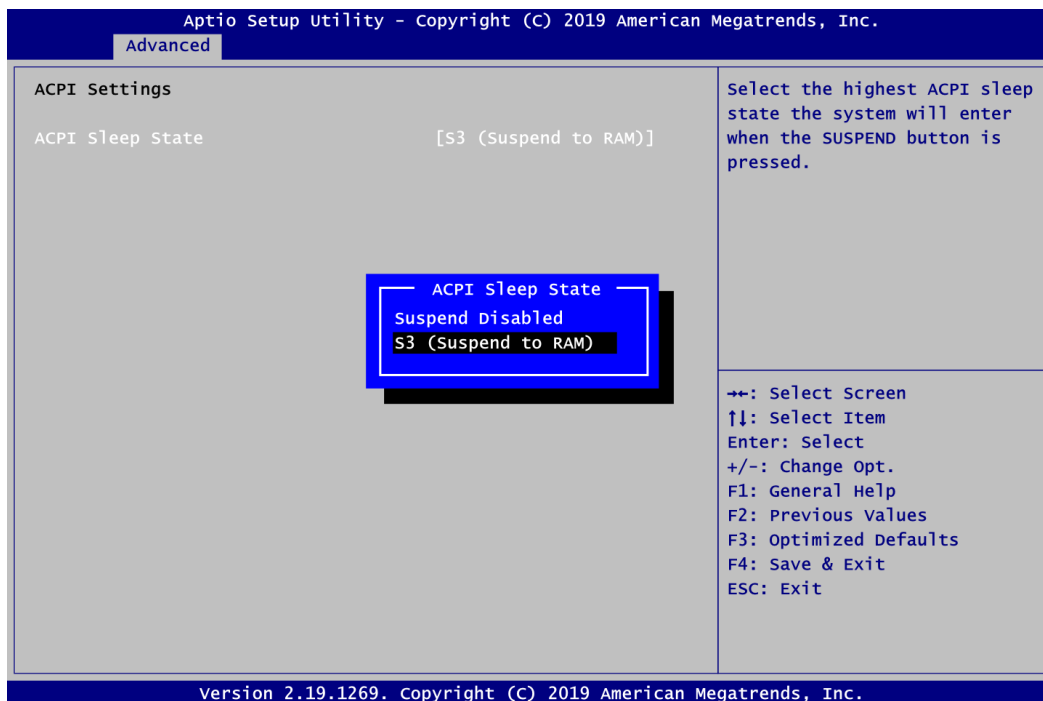 Aptio Setup Utility - Copyright (C) 2019 American Megatrends, Inc.
Advanced
ACPI Settings
ACPI Sleep State [S3 (Suspend to RAM)]
Select the highest ACPI sleep
state the system will enter
when the SUSPEND button is
pressed.
ACPI Sleep State
Suspend Disabled
S3 (Suspend to RAM)
→←: Select Screen
↑↓: Select Item
Enter: Select
+/-: Change Opt.
F1: General Help
F2: Previous Values
F3: Optimized Defaults
F4: Save & Exit
ESC: Exit
Version 2.19.1269. Copyright (C) 2019 American Megatrends, Inc.